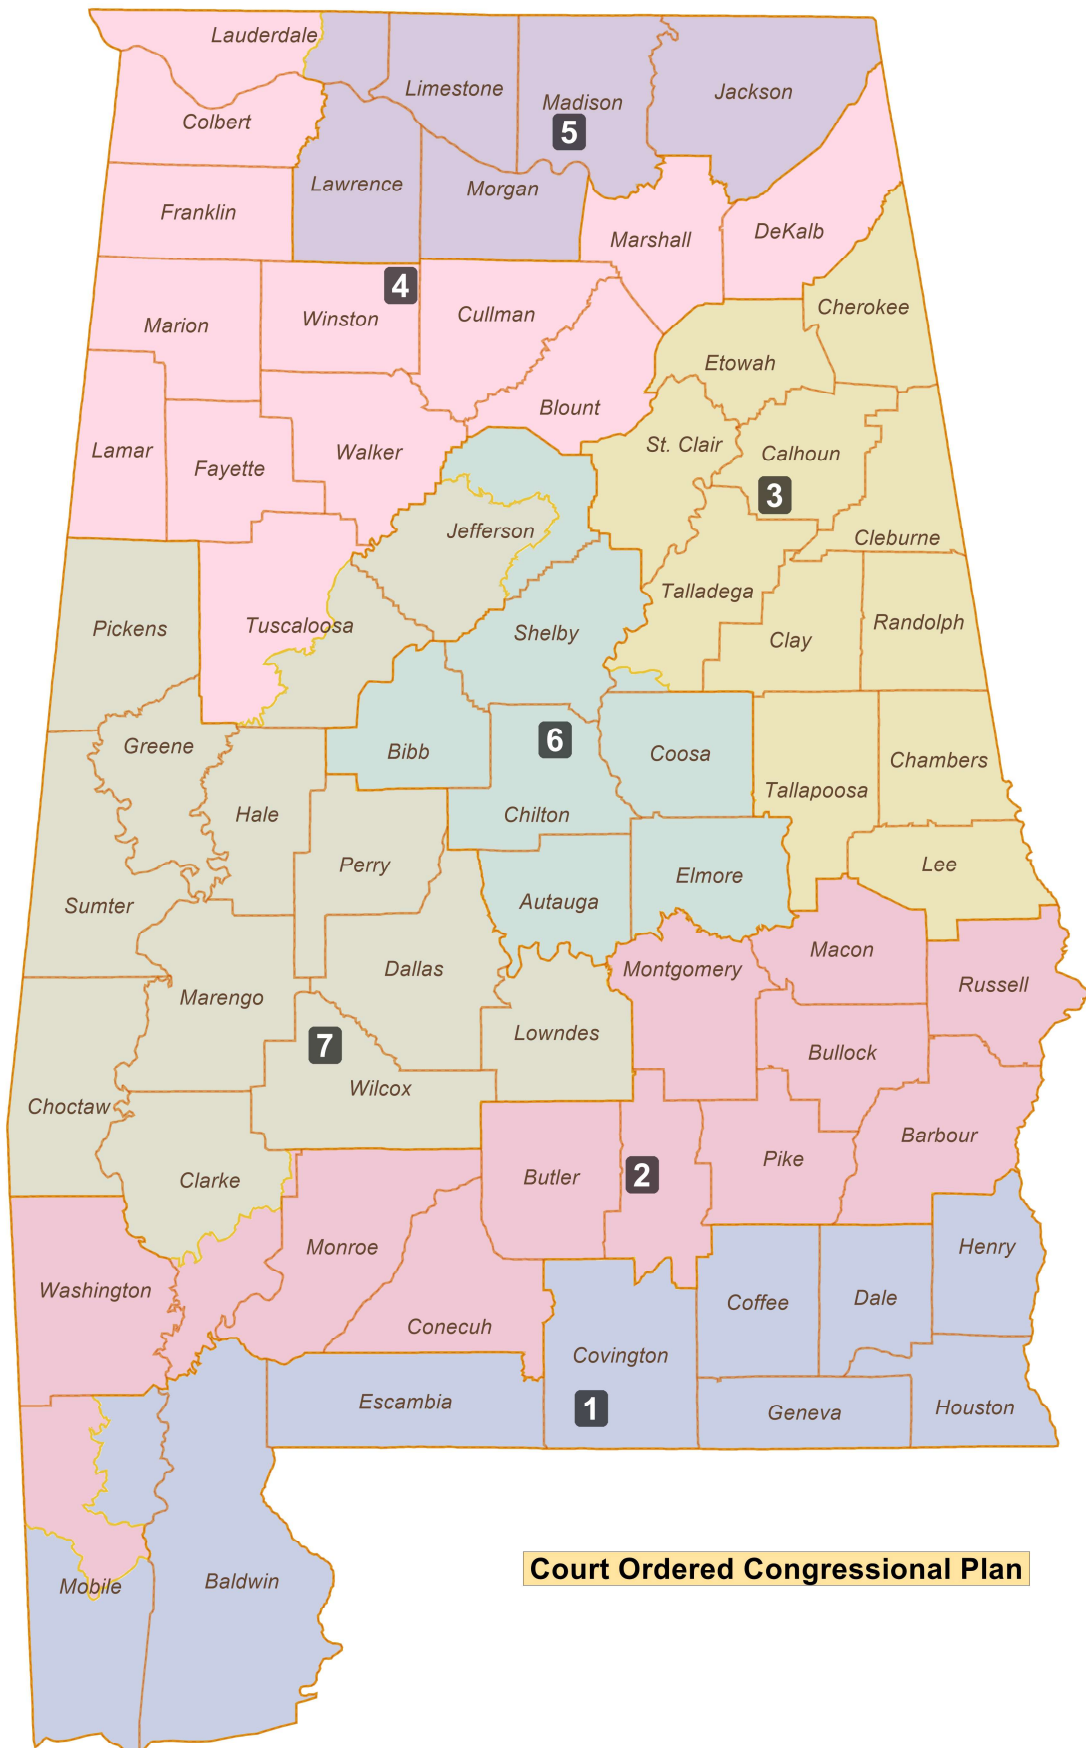 Lauderdale
Limestone
Madison
Jackson
5
Colbert
Lawrence
Morgan
Franklin
Marshall
DeKalb
4
Marion
Winston
Cullman
Cherokee
Etowah
Blount
Lamar
Fayette
Walker
St. Clair
Calhoun
3
Jefferson
Cleburne
Talladega
Pickens
Tuscaloosa
Shelby
Clay
Randolph
Greene
Bibb
6
Coosa
Chambers
Tallapoosa
Hale
Chilton
Perry
Lee
Sumter
Autauga
Elmore
Marengo
Dallas
Montgomery
Macon
Russell
7
Lowndes
Bullock
Choctaw
Wilcox
Barbour
Clarke
Butler
2
Pike
Washington
Monroe
Henry
Conecuh
Coffee
Dale
Covington
Escambia
1
Geneva
Houston
Mobile
Baldwin
Court Ordered Congressional Plan